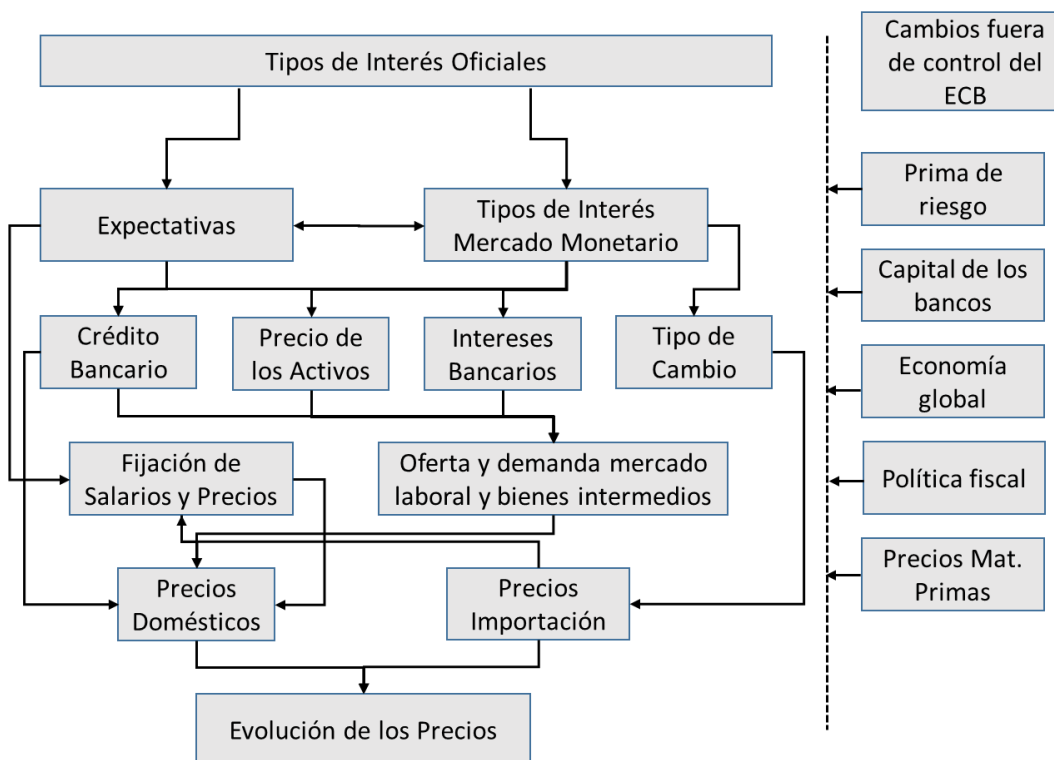 Tipos de Interés Oficiales
Cambios fuera
de control del
ECB
Expectativas
Tipos de Interés
Mercado Monetario
Prima de
riesgo
Crédito
Bancario
Precio de
los Activos
Intereses
Bancarios
Tipo de
Cambio
Capital de los
bancos
Economía
global
Fijación de
Salarios y Precios
Oferta y demanda mercado
laboral y bienes intermedios
Política fiscal
Precios
Domésticos
Precios
Importación
Precios Mat.
Primas
Evolución de los Precios